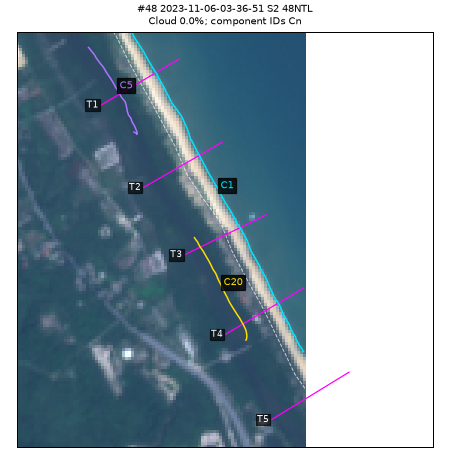 #48 2023-11-06-03-36-51 S2 48NTL
Cloud 0.0%; component IDs Cn
C5
T1
T2
C1
T3
C20
T4
T5